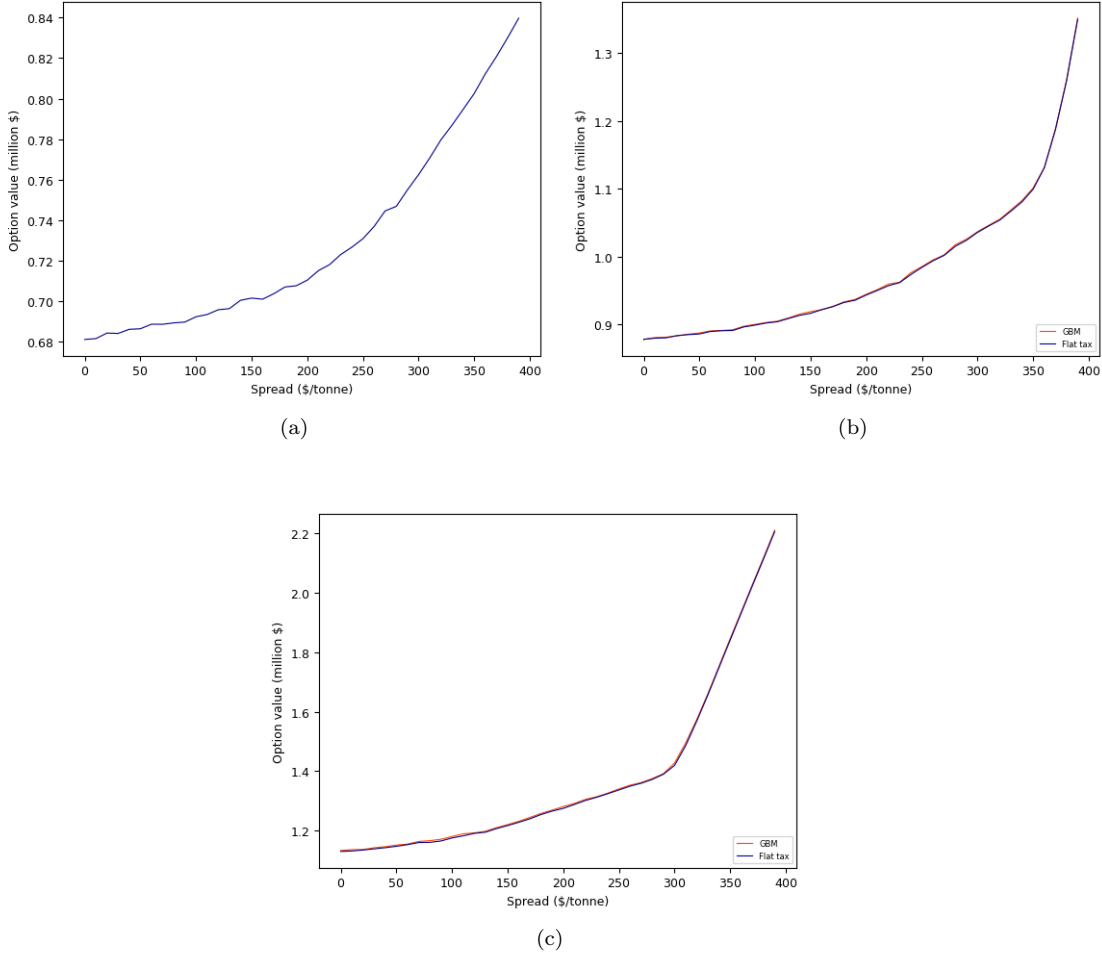 0.84
0.82
0.80
0.78
0.76
0.74
0.72
0.70
0.68
Option value (million $)
0 50 100 150 200 250 300 350 400
Spread ($/tonne)
(a)
1.3
1.2
1.1
1.0
0.9
Option value (million $)
GBM
Flat tax
0 50 100 150 200 250 300 350 400
Spread ($/tonne)
(b)
2.2
2.0
1.8
1.6
1.4
1.2
Option value (million $)
GBM
Flat tax
0 50 100 150 200 250 300 350 400
Spread ($/tonne)
(c)